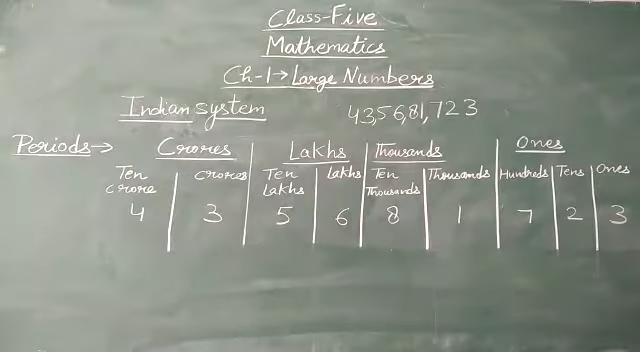 Class-Five
Mathematics
Ch-1→Large Numbers
Indian system 43,56,81,723
Periods→ Crores Lakhs Thousands Ones
Ten Crore Crores Ten Lakhs Lakhs Ten Thousands Thousands Hundreds Tens Ones
4 3 5 6 8 1 7 2 3